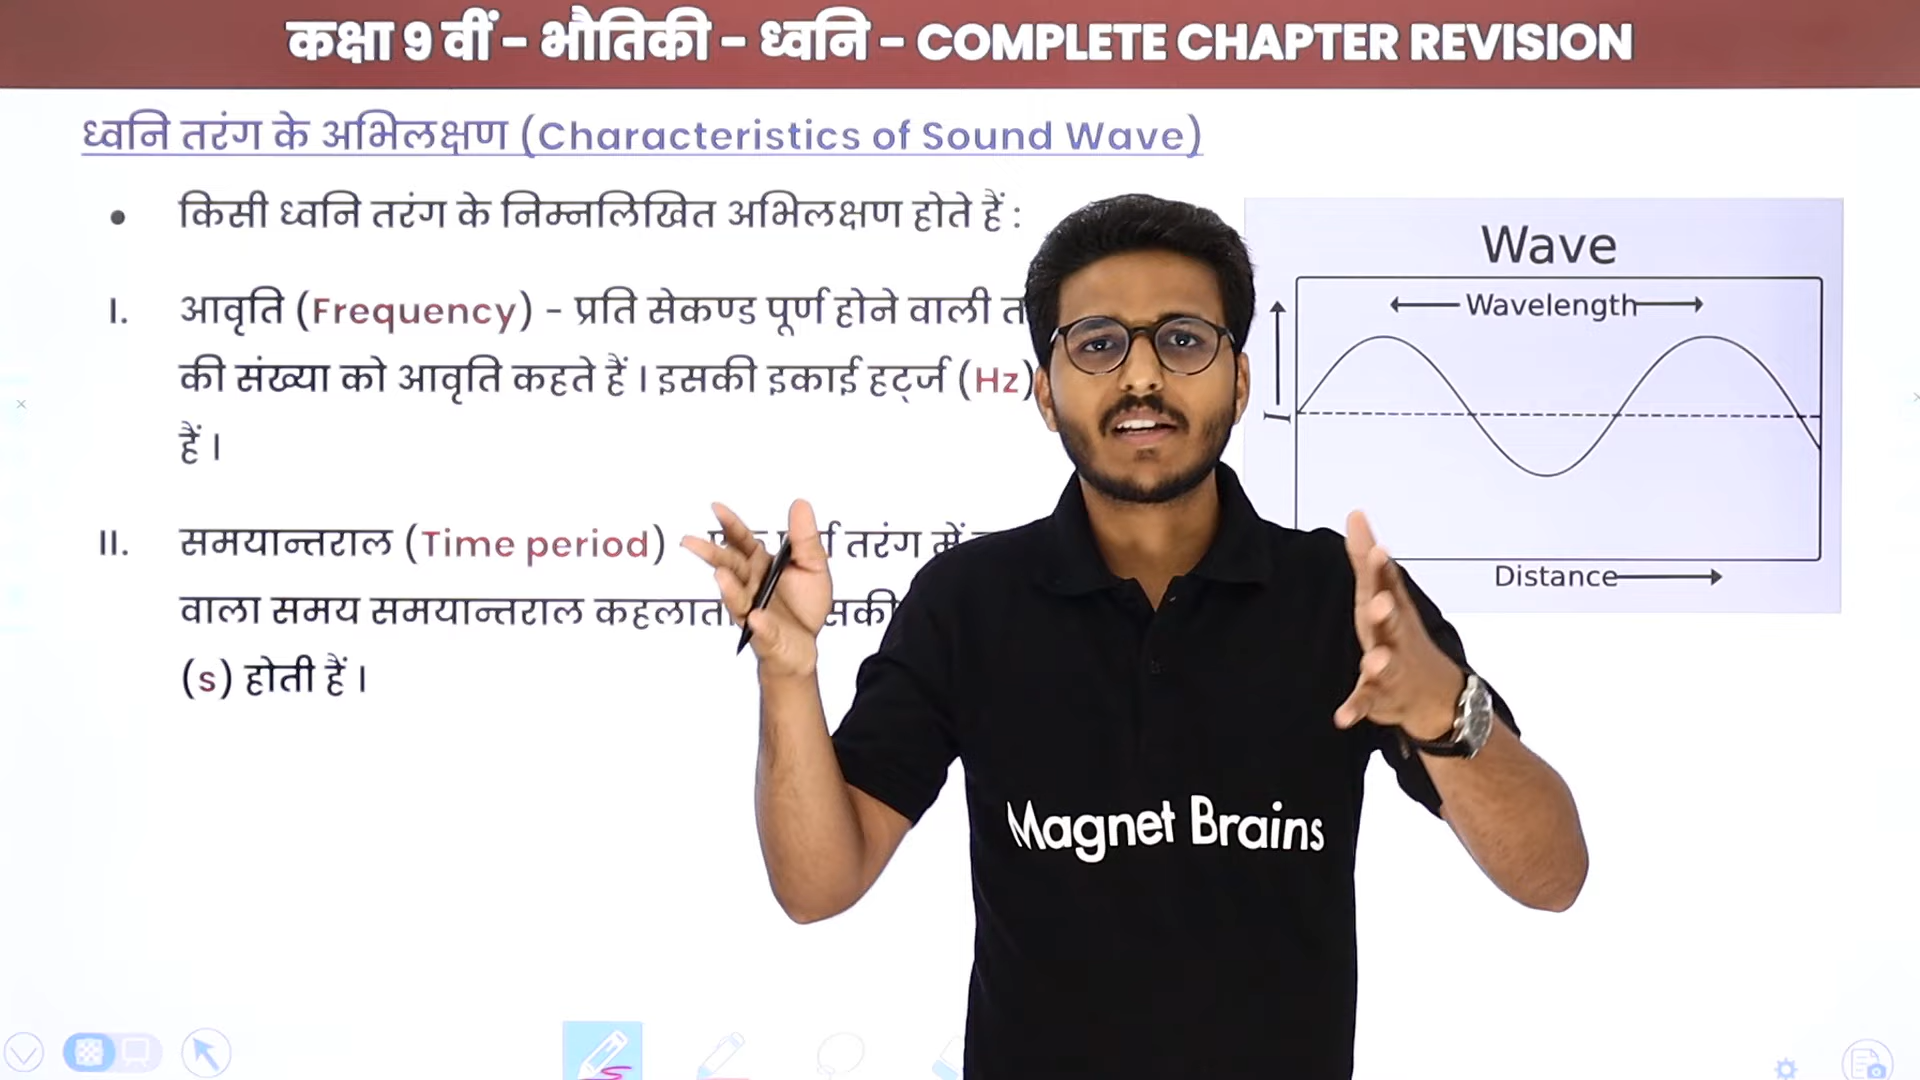 कक्षा 9 वीं - भौतिकी - ध्वनि - COMPLETE CHAPTER REVISION
ध्वनि तरंग के अभिलक्षण (Characteristics of Sound Wave)
• किसी ध्वनि तरंग के निम्नलिखित अभिलक्षण होते हैं :
I. आवृति (Frequency) - प्रति सेकण्ड पूर्ण होने वाली
की संख्या को आवृति कहते हैं । इसकी इकाई हर्ट्ज (Hz)
हैं ।
II. समयान्तराल (Time period) - तरंग में
वाला समय समयान्तराल
(s) होती हैं ।
Wave
Wavelength
Distance
Magnet Brains